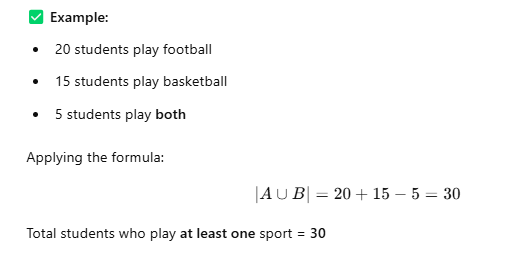 ✅ Example:
• 20 students play football
• 15 students play basketball
• 5 students play both
Applying the formula:
|A ∪ B| = 20 + 15 − 5 = 30
Total students who play at least one sport = 30